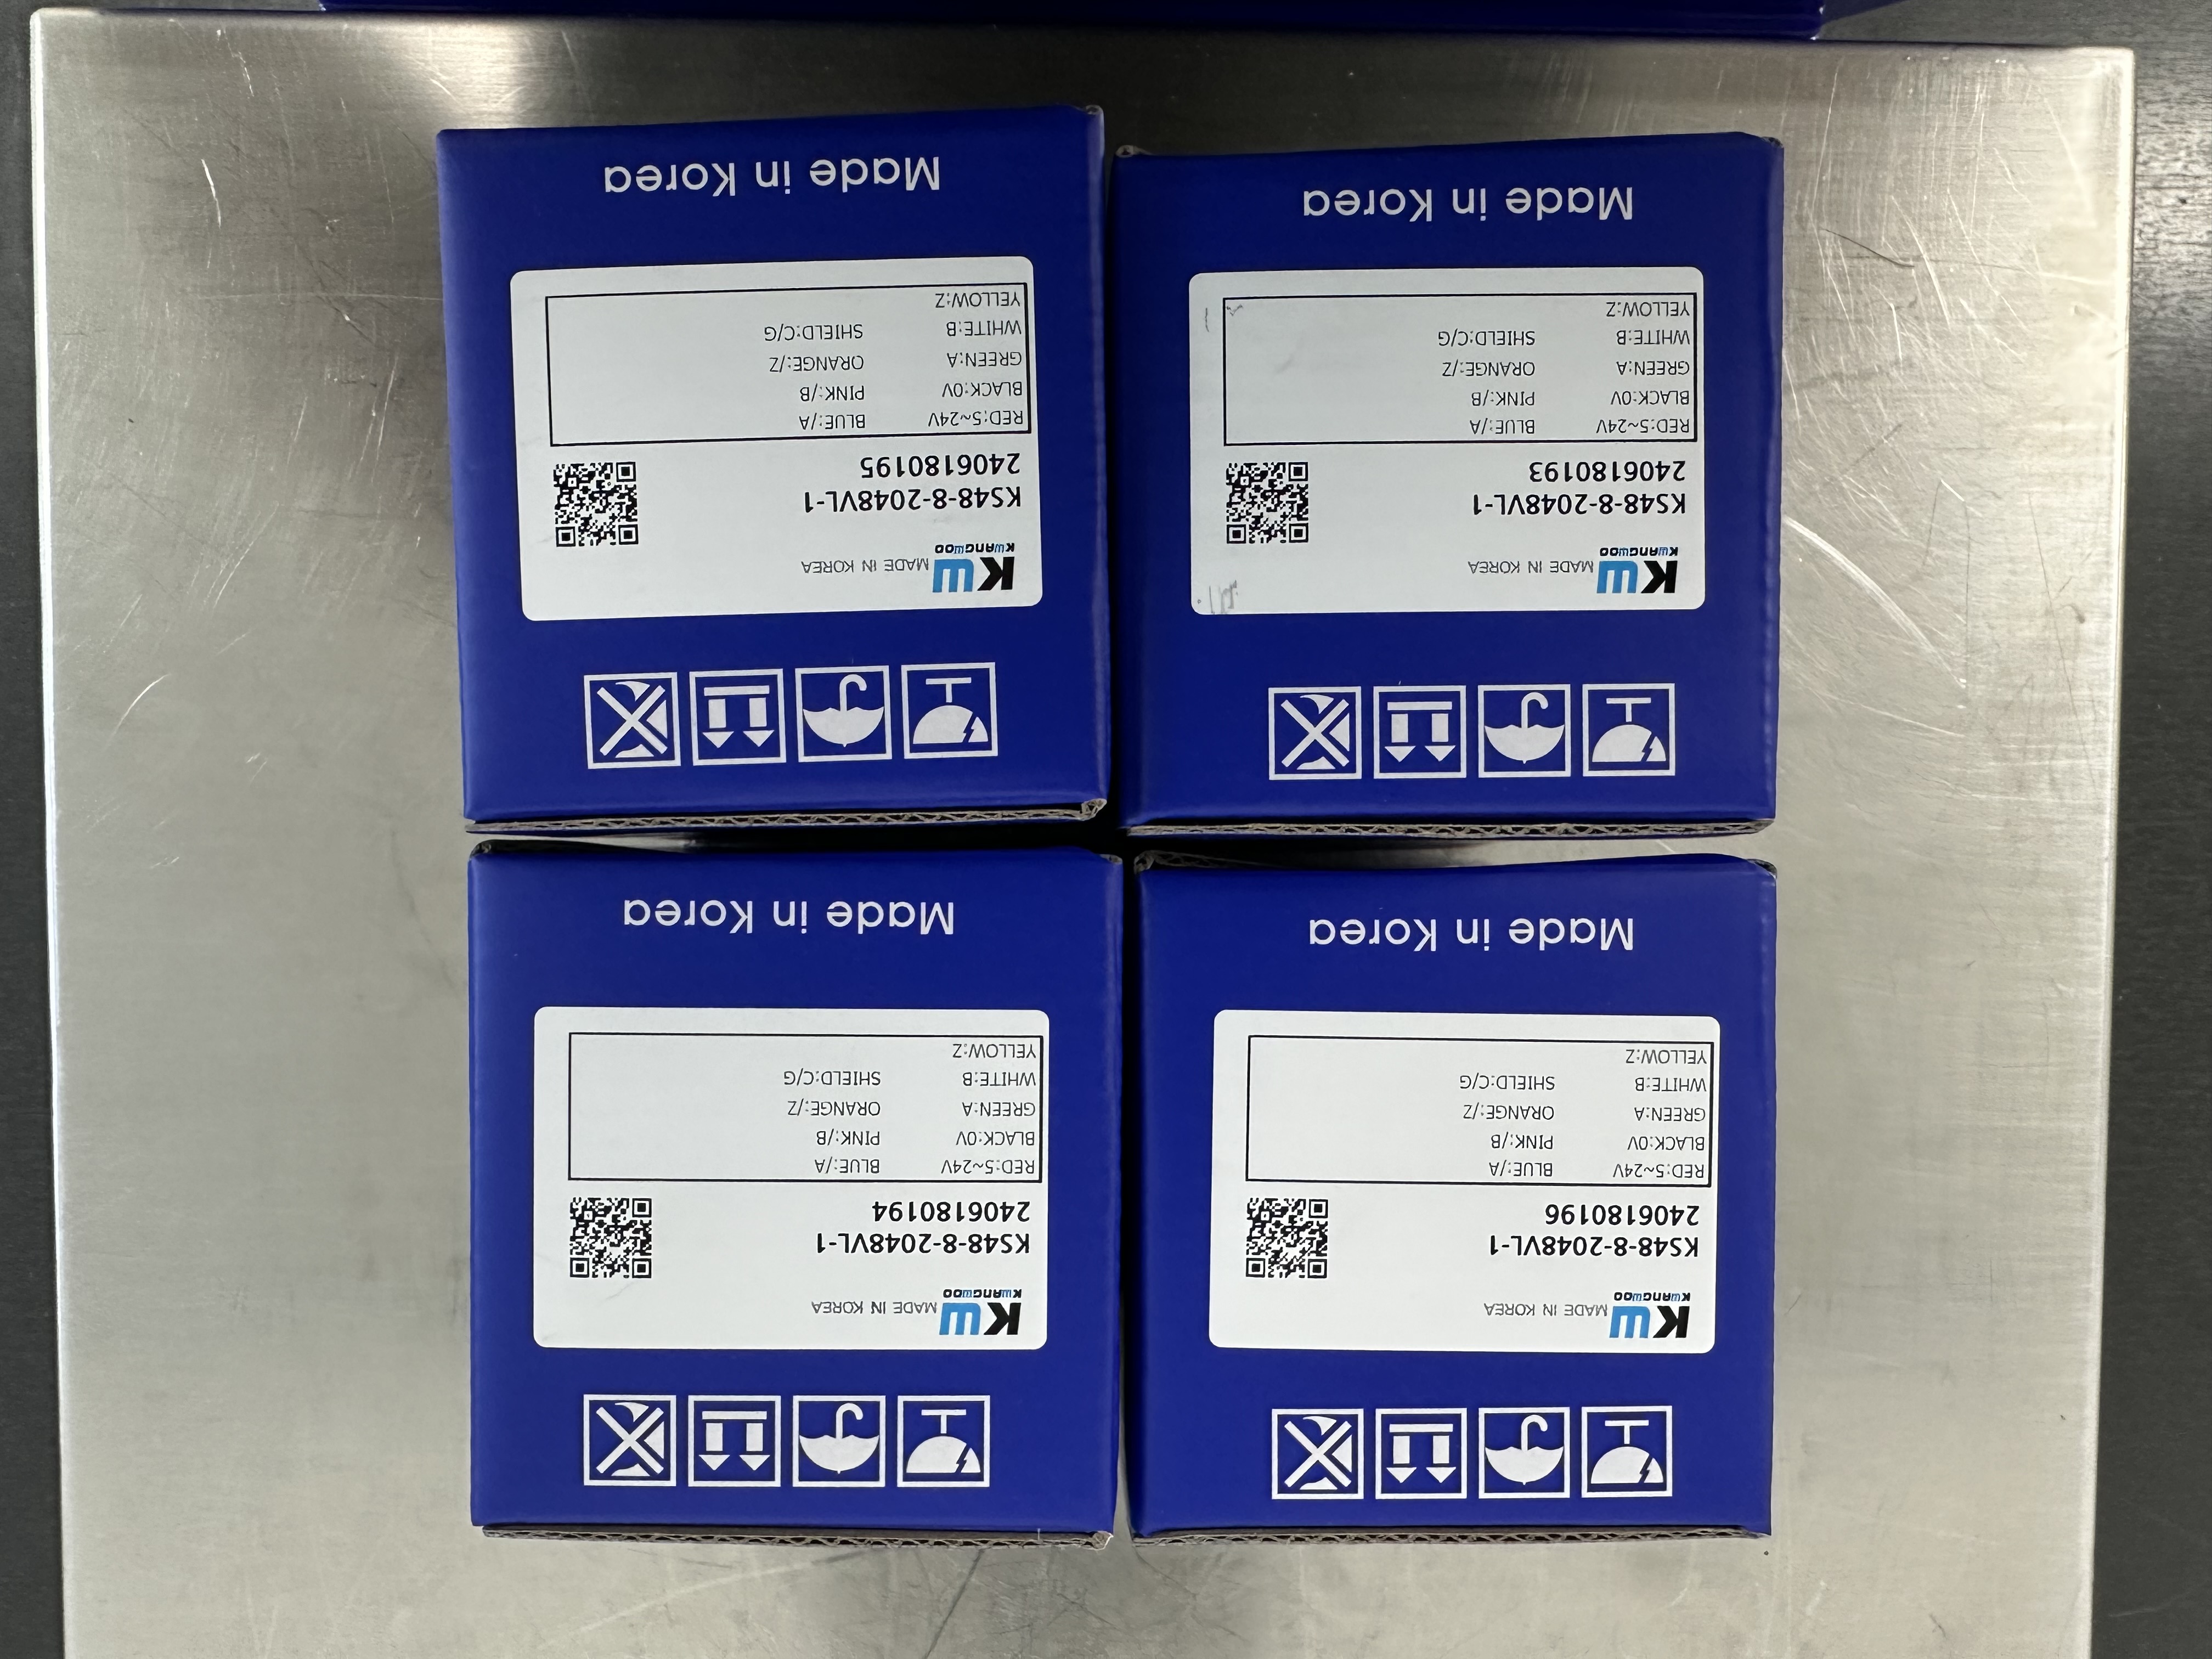 Made in Korea
YELLOW:Z
WHITE:B SHIELD:C/G
GREEN:A ORANGE:/Z
BLACK:0V PINK:/B
RED:5~24V BLUE:/A
2406180195
KS48-8-2048VL-1
KW MADE IN KOREA
KWANGWOO
Made in Korea
YELLOW:Z
WHITE:B SHIELD:C/G
GREEN:A ORANGE:/Z
BLACK:0V PINK:/B
RED:5~24V BLUE:/A
2406180193
KS48-8-2048VL-1
KW MADE IN KOREA
KWANGWOO
Made in Korea
YELLOW:Z
WHITE:B SHIELD:C/G
GREEN:A ORANGE:/Z
BLACK:0V PINK:/B
RED:5~24V BLUE:/A
2406180194
KS48-8-2048VL-1
KW MADE IN KOREA
KWANGWOO
Made in Korea
YELLOW:Z
WHITE:B SHIELD:C/G
GREEN:A ORANGE:/Z
BLACK:0V PINK:/B
RED:5~24V BLUE:/A
2406180196
KS48-8-2048VL-1
KW MADE IN KOREA
KWANGWOO